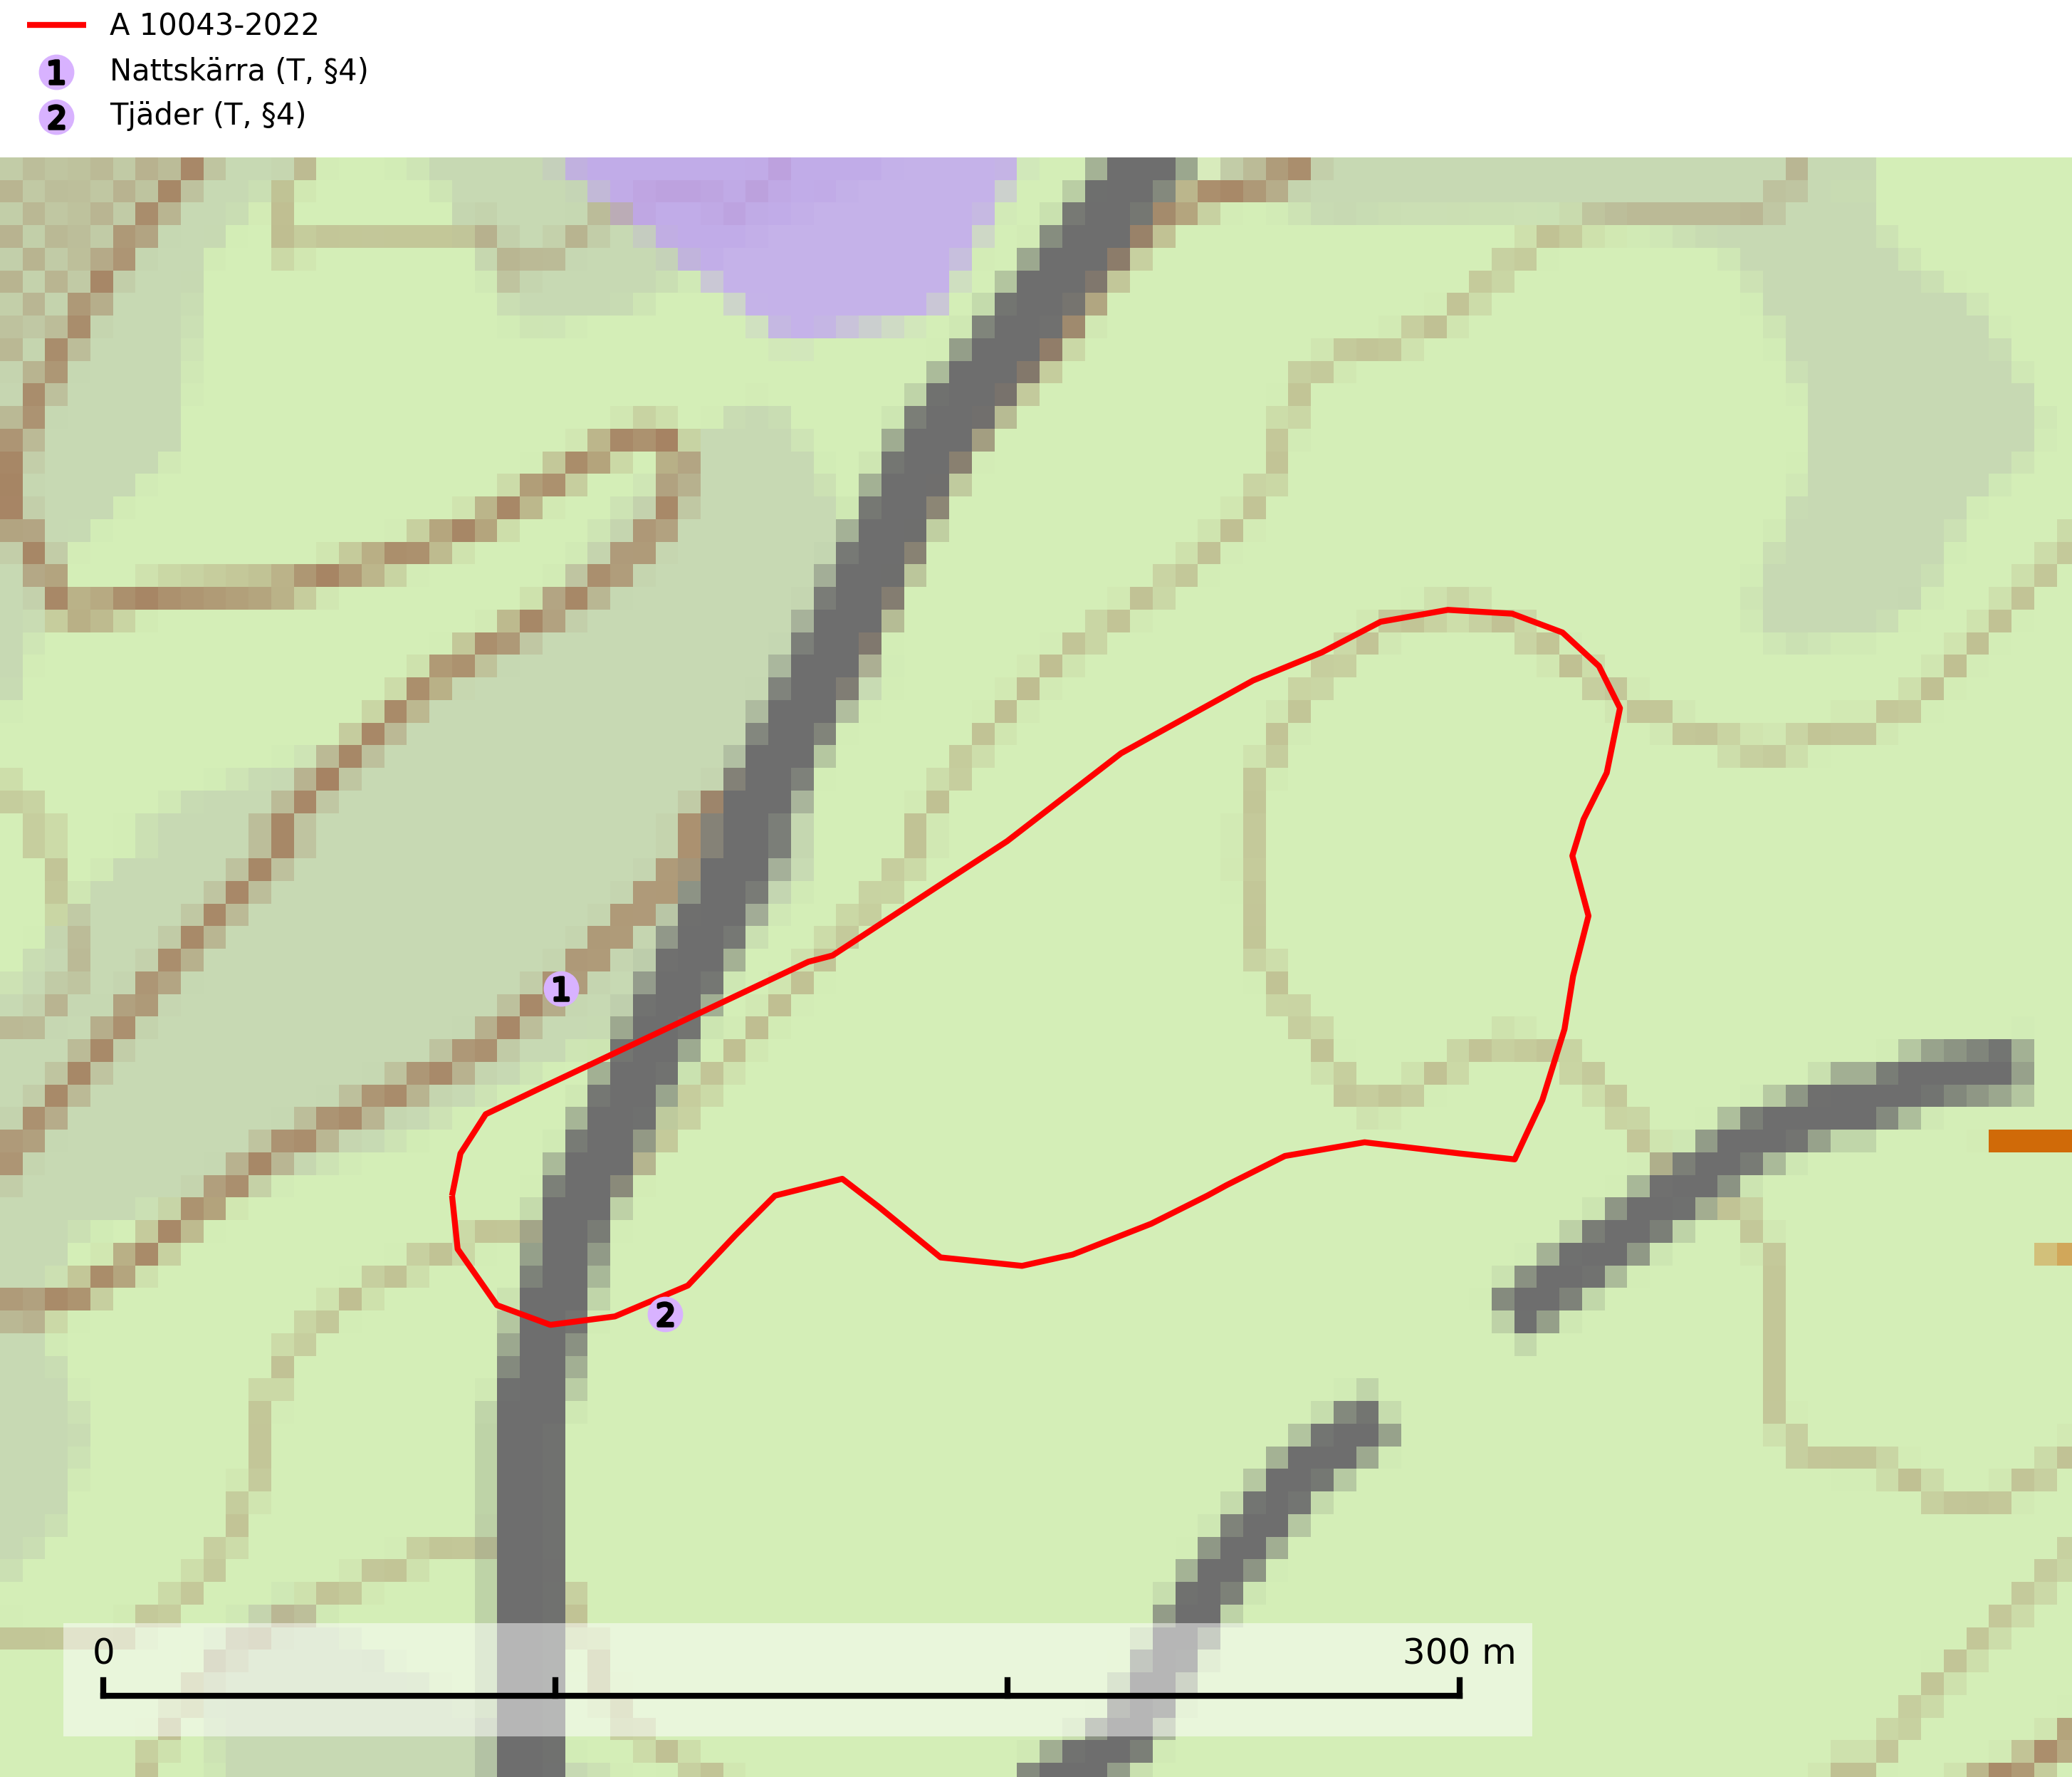 A 10043-2022
1 Nattskärra (T, §4)
2 Tjäder (T, §4)
1
2
0 300 m